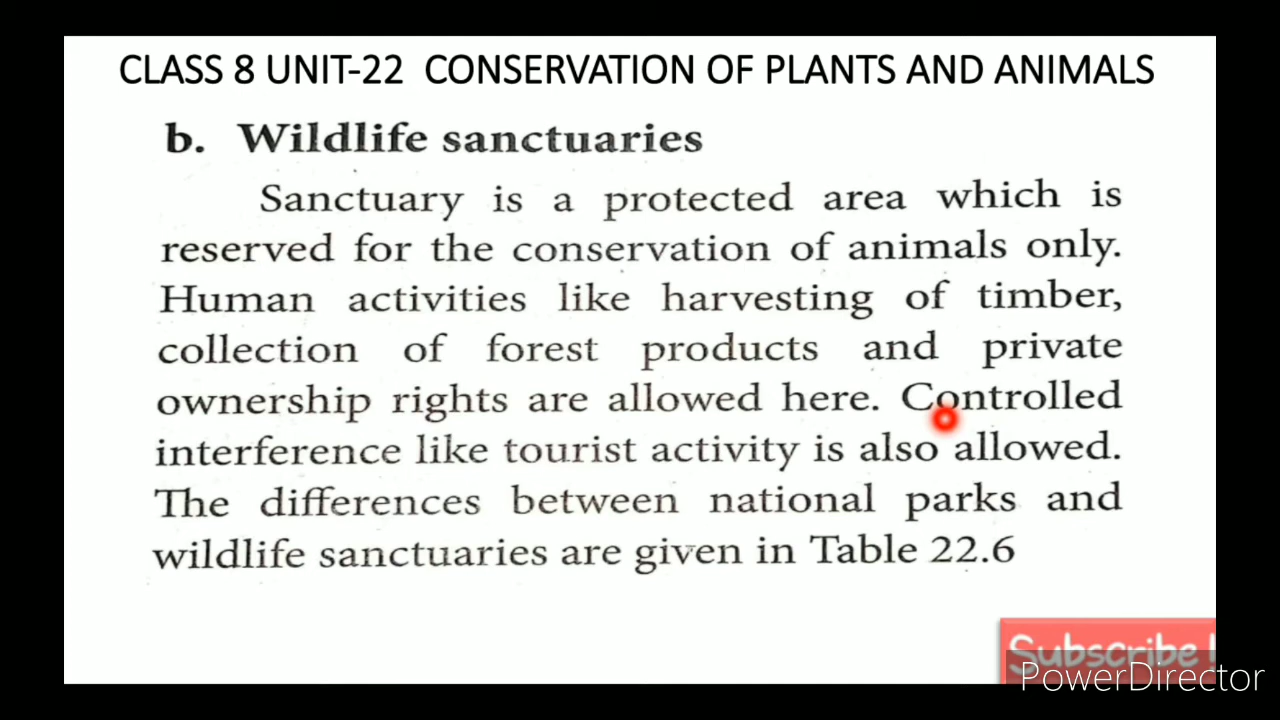 CLASS 8 UNIT-22 CONSERVATION OF PLANTS AND ANIMALS
b. Wildlife sanctuaries
Sanctuary is a protected area which is
reserved for the conservation of animals only.
Human activities like harvesting of timber,
collection of forest products and private
ownership rights are allowed here. Controlled
interference like tourist activity is also allowed.
The differences between national parks and
wildlife sanctuaries are given in Table 22.6
Subscribe !
PowerDirector